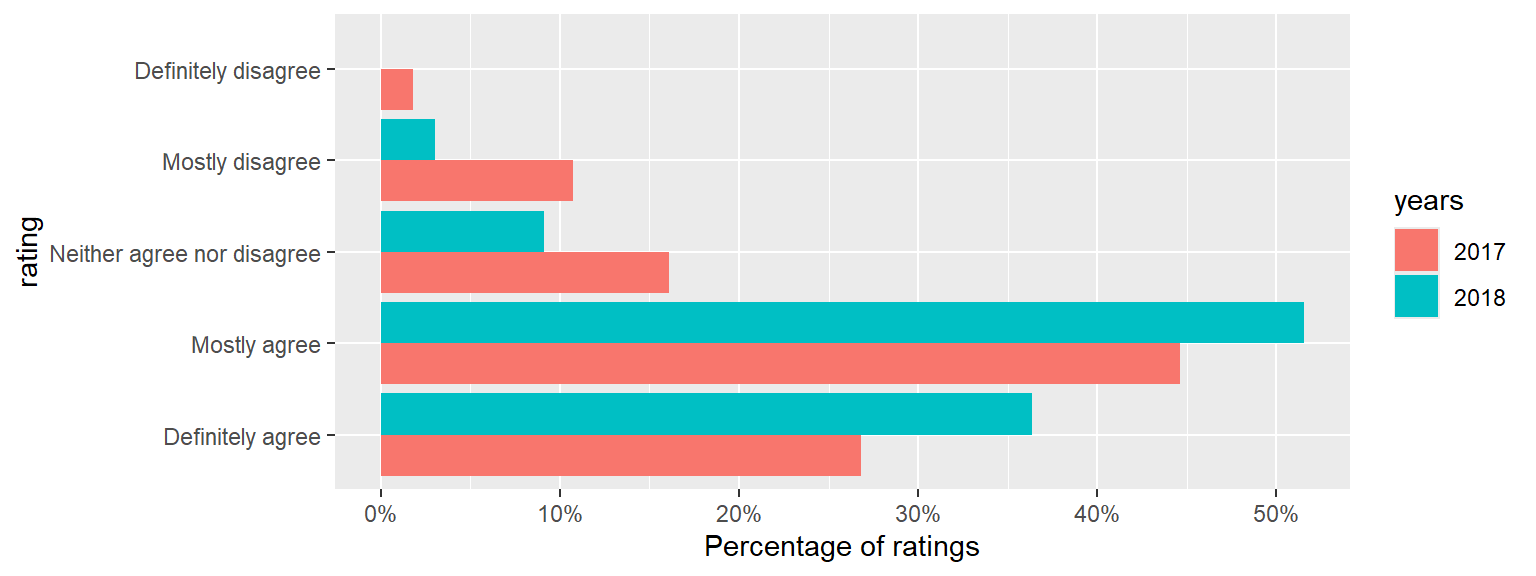 Definitely disagree
Mostly disagree
Neither agree nor disagree
Mostly agree
Definitely agree
rating
0% 10% 20% 30% 40% 50%
Percentage of ratings
years
2017
2018